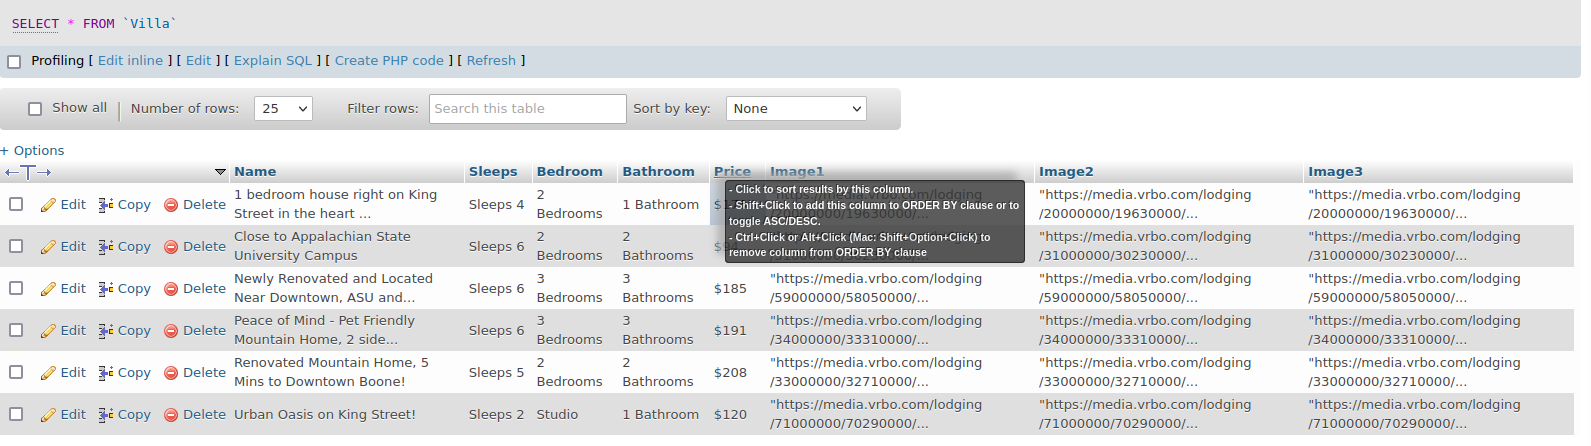 SELECT * FROM `Villa`
Profiling [ Edit inline ] [ Edit ] [ Explain SQL ] [ Create PHP code ] [ Refresh ]
Show all Number of rows: 25 Filter rows: Search this table Sort by key: None
+ Options
Name Sleeps Bedroom Bathroom Price Image1 Image2 Image3
- Click to sort results by this column.
- Shift+Click to add this column to ORDER BY clause or to
toggle ASC/DESC.
- Ctrl+Click or Alt+Click (Mac: Shift+Option+Click) to
remove column from ORDER BY clause
1 bedroom house right on King 2 "https://media.vrbo.com/lodging "https://media.vrbo.com/lodging
Edit Copy Delete Sleeps 4 1 Bathroom
Street in the heart ... Bedrooms /20000000/19630000/... /20000000/19630000/...
Close to Appalachian State 2 2 "https://media.vrbo.com/lodging "https://media.vrbo.com/lodging
Edit Copy Delete Sleeps 6
University Campus Bedrooms Bathrooms /31000000/30230000/... /31000000/30230000/...
Newly Renovated and Located 3 3 "https://media.vrbo.com/lodging "https://media.vrbo.com/lodging "https://media.vrbo.com/lodging
Edit Copy Delete Sleeps 6 $185
Near Downtown, ASU and... Bedrooms Bathrooms /59000000/58050000/... /59000000/58050000/... /59000000/58050000/...
Peace of Mind - Pet Friendly 3 3 "https://media.vrbo.com/lodging "https://media.vrbo.com/lodging "https://media.vrbo.com/lodging
Edit Copy Delete Sleeps 6 $191
Mountain Home, 2 side... Bedrooms Bathrooms /34000000/33310000/... /34000000/33310000/... /34000000/33310000/...
Renovated Mountain Home, 5 2 2 "https://media.vrbo.com/lodging "https://media.vrbo.com/lodging "https://media.vrbo.com/lodging
Edit Copy Delete Sleeps 5 $208
Mins to Downtown Boone! Bedrooms Bathrooms /33000000/32710000/... /33000000/32710000/... /33000000/32710000/...
"https://media.vrbo.com/lodging "https://media.vrbo.com/lodging "https://media.vrbo.com/lodging
Edit Copy Delete Urban Oasis on King Street! Sleeps 2 Studio 1 Bathroom $120
/71000000/70290000/... /71000000/70290000/... /71000000/70290000/...